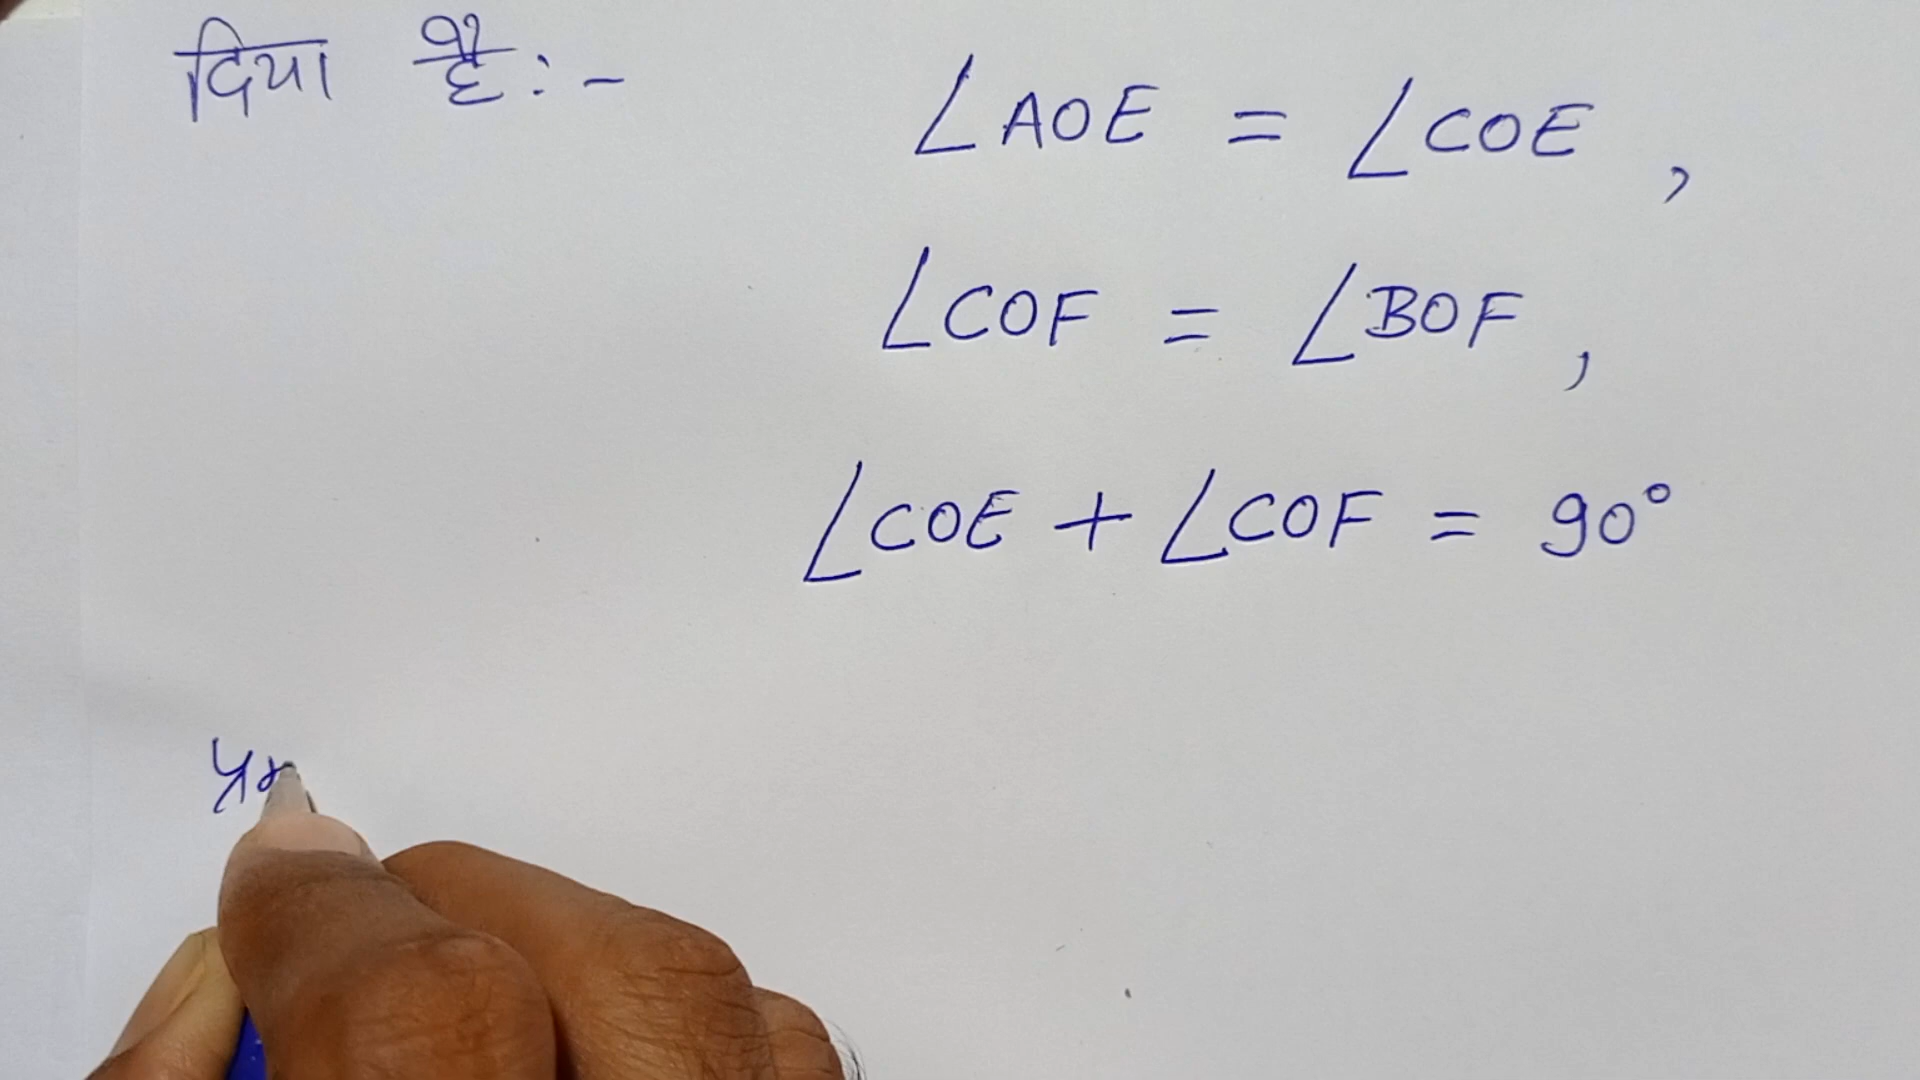 दिया है :-
∠AOE = ∠COE ,
∠COF = ∠BOF ,
∠COE + ∠COF = 90°